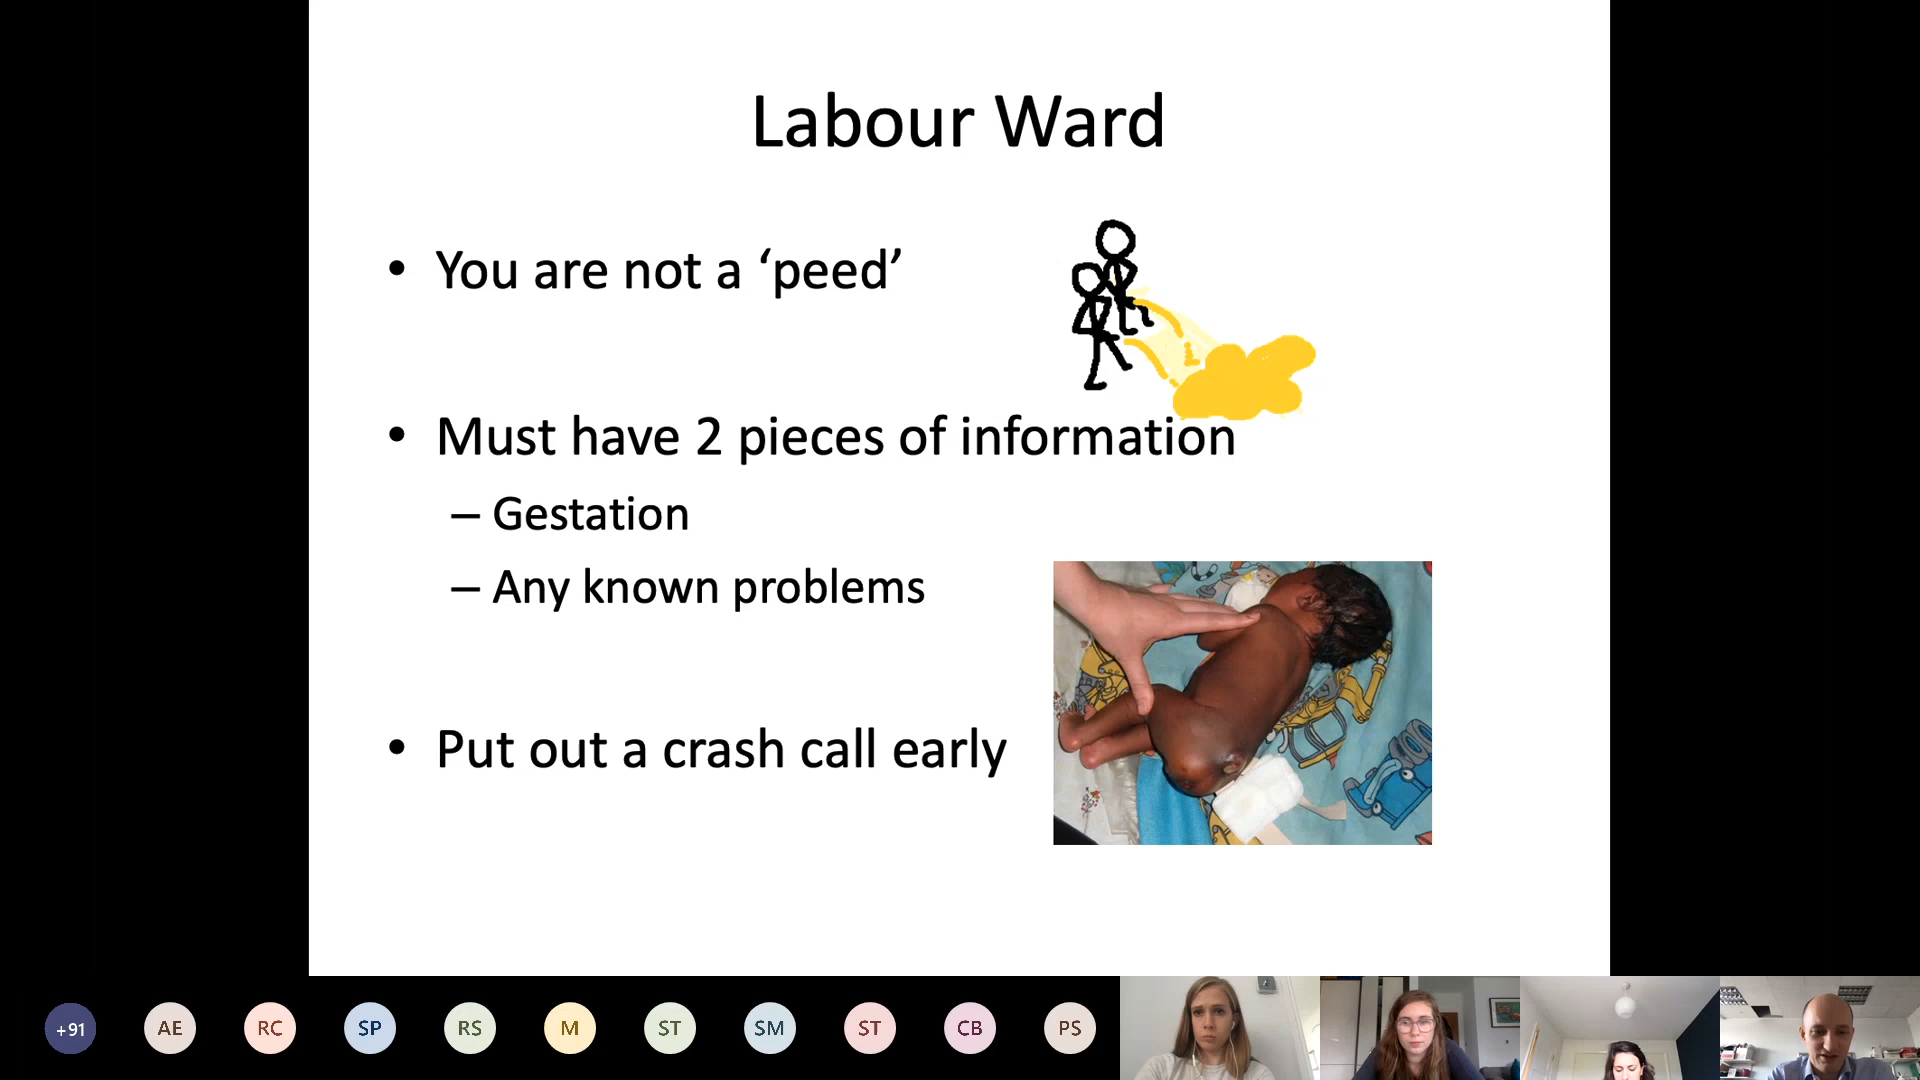 Labour Ward
• You are not a ‘peed’
• Must have 2 pieces of information
– Gestation
– Any known problems
• Put out a crash call early
+91 AE RC SP RS M ST SM ST CB PS